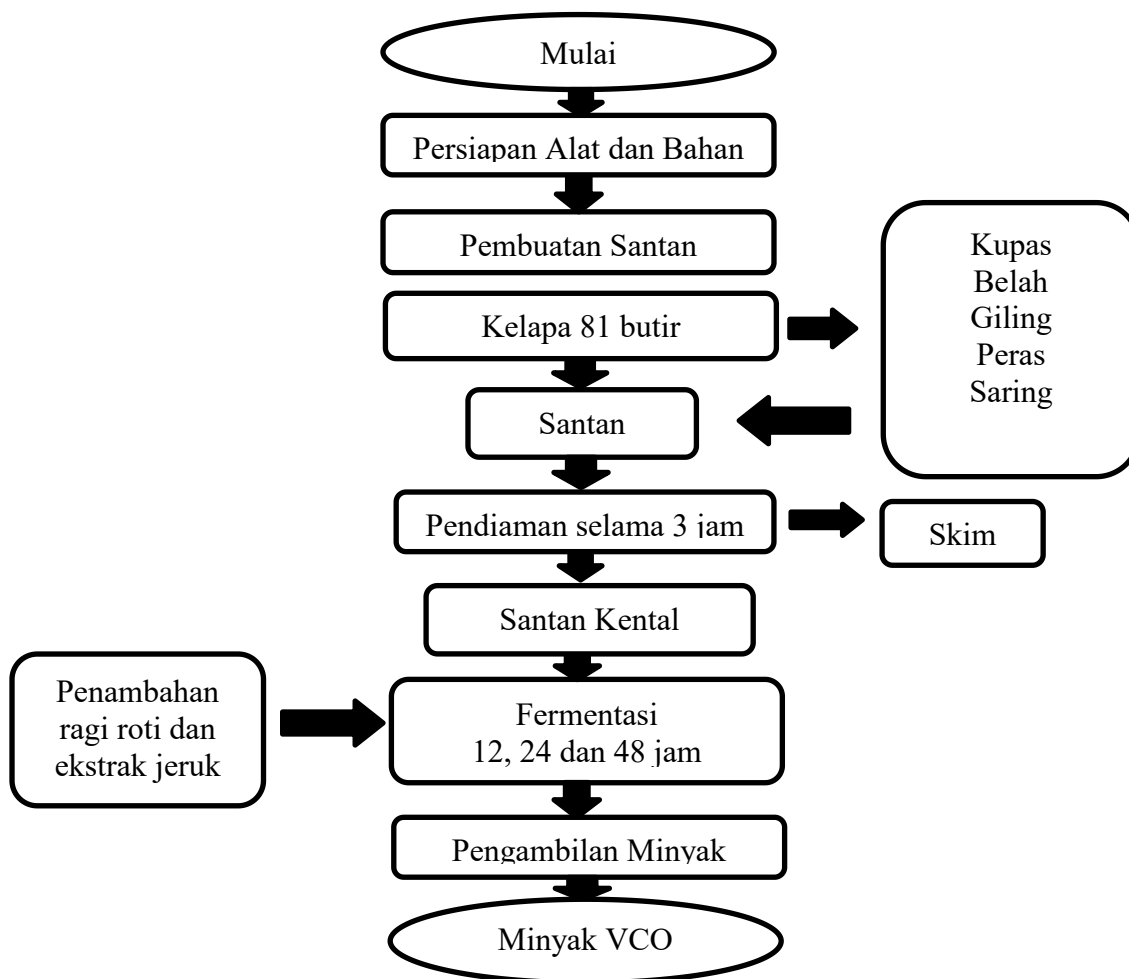 Mulai
Persiapan Alat dan Bahan
Pembuatan Santan
Kelapa 81 butir
Kupas
Belah
Giling
Peras
Saring
Santan
Pendiaman selama 3 jam
Skim
Santan Kental
Penambahan
ragi roti dan
ekstrak jeruk
Fermentasi
12, 24 dan 48 jam
Pengambilan Minyak
Minyak VCO